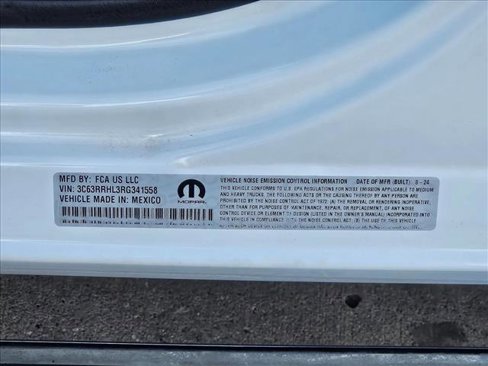 MFD BY: FCA US LLC
VIN: 3C63RRHL3RG341558
VEHICLE MADE IN: MEXICO
MOPAR
VEHICLE NOISE EMISSION CONTROL INFORMATION DATE OF MFR (BUILT) 8-24
THIS VEHICLE CONFORMS TO U.S. EPA REGULATIONS FOR NOISE EMISSION APPLICABLE TO MEDIUM
AND HEAVY TRUCKS. THE FOLLOWING ACTS OR CAUSING THEREOF BY ANY PERSON ARE PROHIBITED
BY THE NOISE CONTROL ACT OF 1972: (A) THE REMOVAL OR RENDERING INOPERATIVE,
OTHER THAN FOR PURPOSES OF MAINTENANCE, REPAIR, OR REPLACEMENT, OF ANY
NOISE CONTROL DEVICE OR ELEMENT OF DESIGN (LISTED IN THE OWNER'S MANUAL)
INCORPORATED INTO THIS VEHICLE IN COMPLIANCE WITH THE NOISE CONTROL ACT; (B) THE USE OF